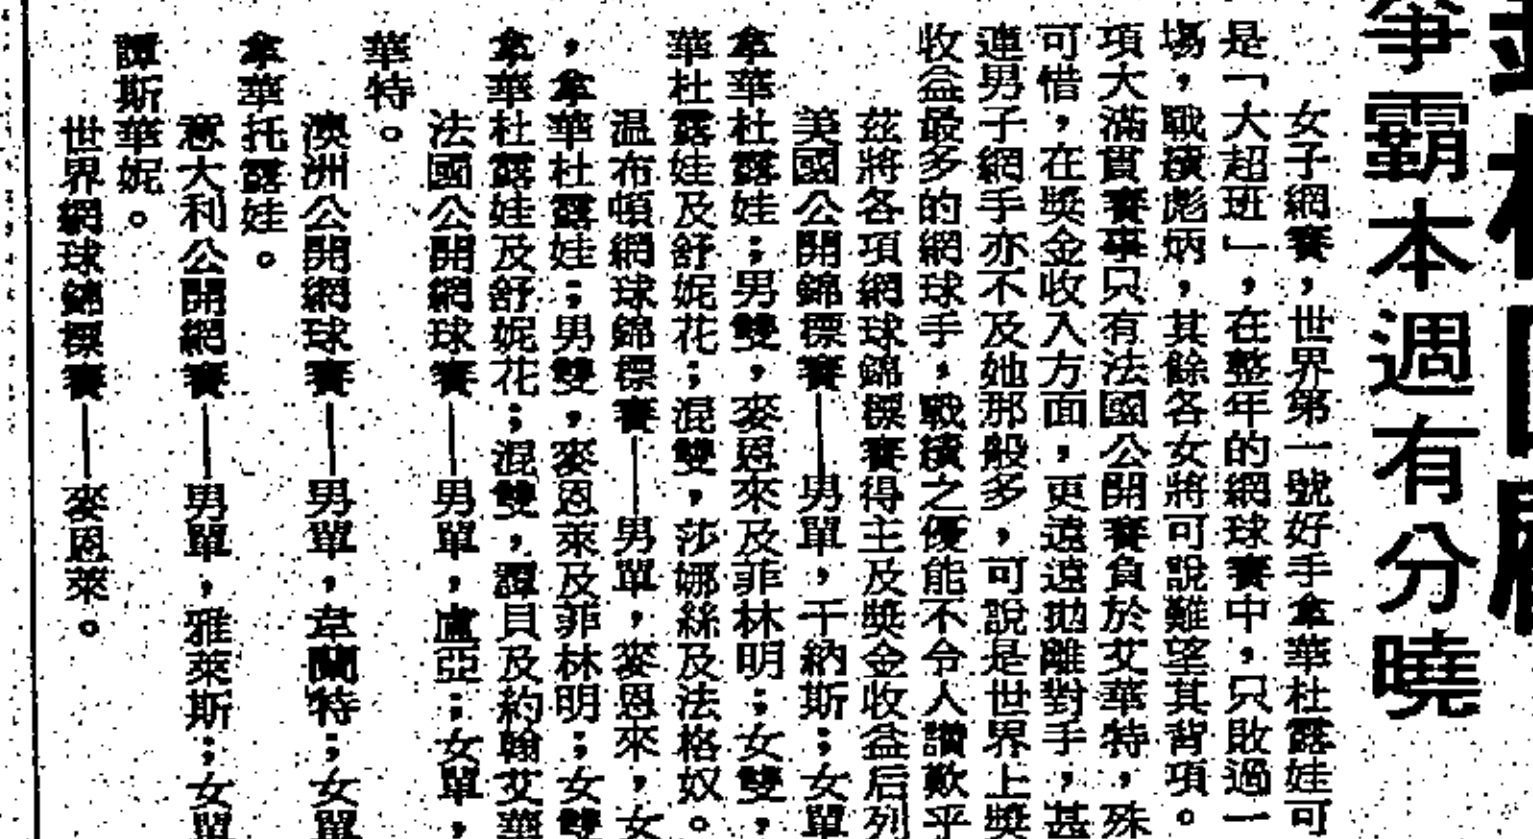 爭霸本週有分曉
女子網賽，世界第一號好手拿華杜露娃可
是「大超班」，在整年的網球賽中，只敗過一
場，戰績彪炳，其餘各女將可說難望其背項。
項大滿貫賽事只有法國公開賽負於艾華特，殊
可惜，在獎金收入方面，更遠遠拋離對手，甚
連男子網手亦不及她那般多，可說是世界上獎
收益最多的網球手，戰績之優能不令人讚歎乎
茲將各項網球錦標賽得主及獎金收益后列
美國公開錦標賽——男單，干納斯；女單
拿華杜露娃；男雙，麥恩來及菲林明；女雙，
華杜露娃及舒妮花；混雙，莎娜絲及法格奴。
温布頓網球錦標賽——男單，麥恩來，女
，拿華杜露娃；男雙，麥恩萊及菲林明；女雙
拿華杜露娃及舒妮花；混雙，譚貝及約翰艾華
法國公開網球賽——男單，盧亞；女單，
華特。
澳洲公開網球賽——男單，韋蘭特；女單
拿華托露娃。
意大利公開網賽——男單，雅萊斯；女單
譚斯華妮。
世界網球錦標賽——麥恩萊。